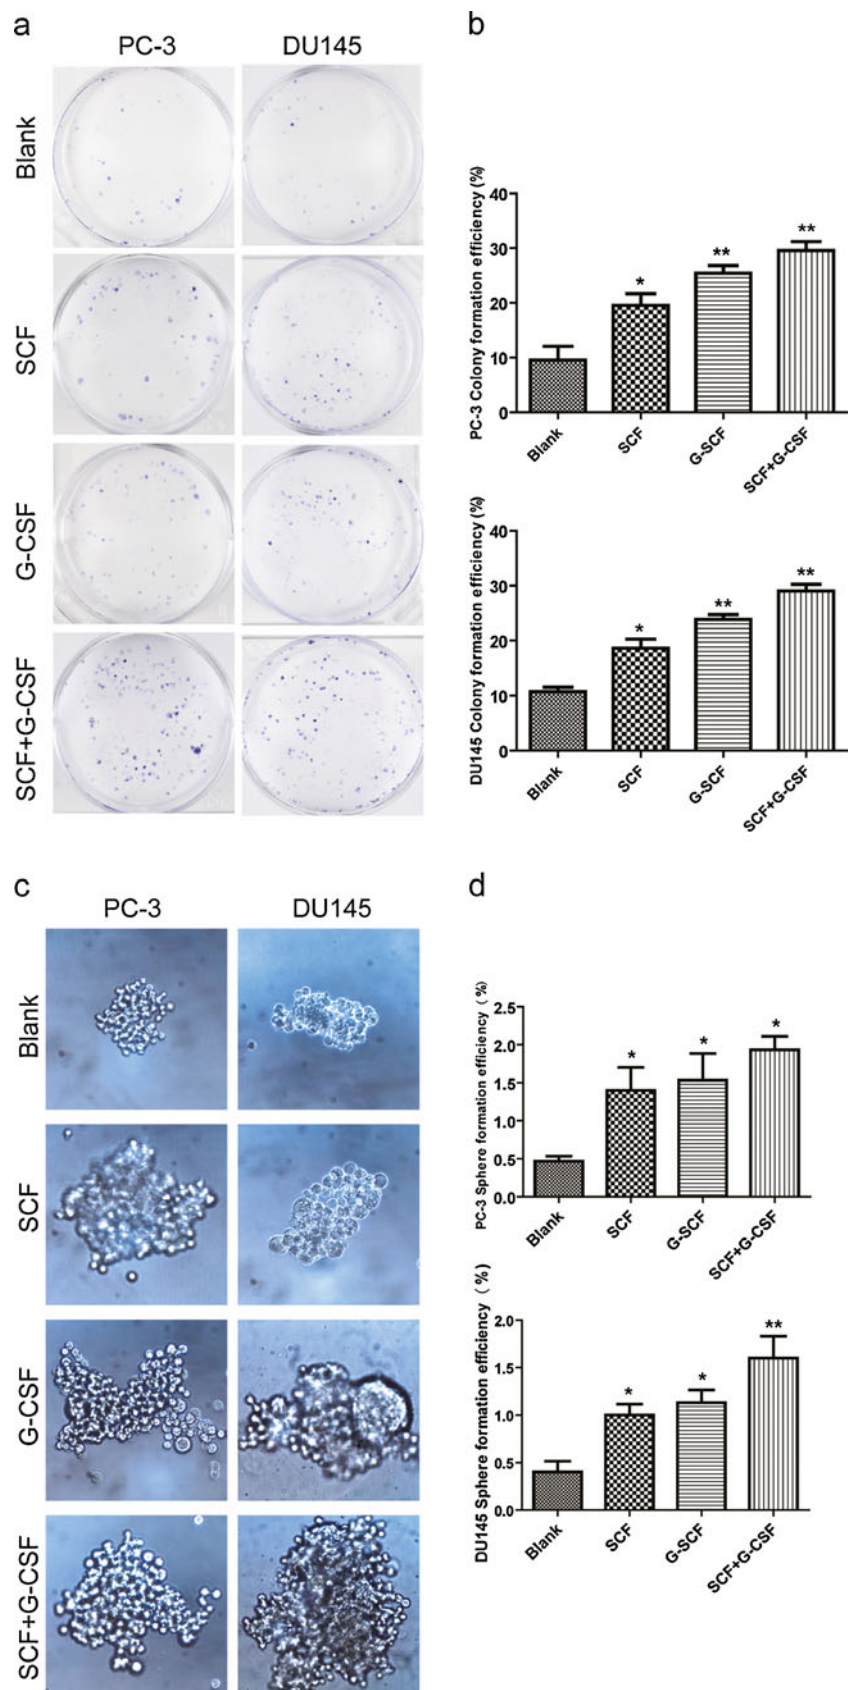 a
PC-3 DU145
Blank
SCF
G-CSF
SCF+G-CSF
b
PC-3 Colony formation efficiency (%)
40
30
20
10
0
*
**
**
Blank
SCF
G-SCF
SCF+G-CSF
DU145 Colony formation efficiency (%)
40
30
20
10
0
*
**
**
Blank
SCF
G-SCF
SCF+G-CSF
c
PC-3 DU145
Blank
SCF
G-CSF
SCF+G-CSF
d
PC-3 Sphere formation efficiency (%)
2.5
2.0
1.5
1.0
0.5
0.0
*
*
*
Blank
SCF
G-SCF
SCF+G-CSF
DU145 Sphere formation efficiency (%)
2.0
1.5
1.0
0.5
0.0
*
*
**
Blank
SCF
G-SCF
SCF+G-CSF